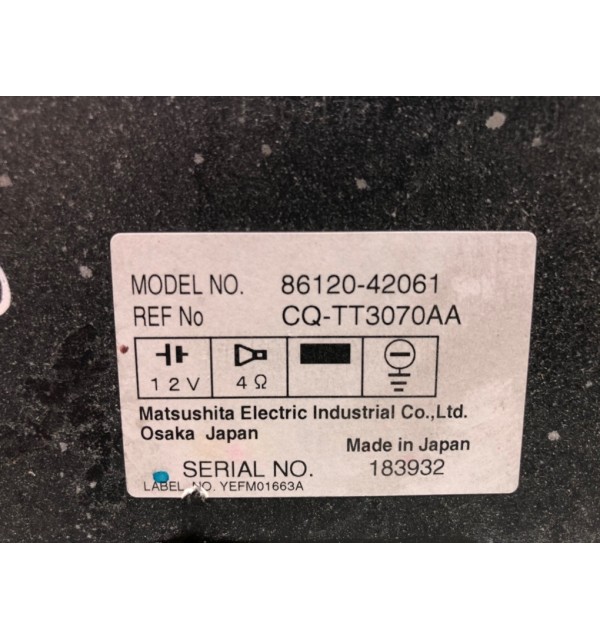 MODEL NO. 86120-42061
REF No CQ-TT3070AA
12V 4Ω
Matsushita Electric Industrial Co.,Ltd.
Osaka Japan
Made in Japan
SERIAL NO. 183932
LABEL NO. YEFM01663A